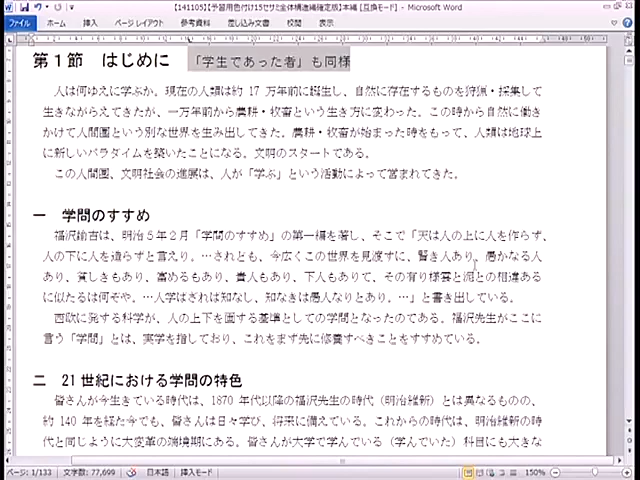 【141105】【予習用色付け15セサミ全体構造編確定版】本編 [互換モード] - Microsoft Word
ファイル ホーム 挿入 ページ レイアウト 参考資料 差し込み文書 校閲 表示
第1節 はじめに 「学生であった者」も同様
人は何ゆえに学ぶか。現在の人類は約 17 万年前に誕生し、自然に存在するものを狩猟・採集して
生きながらえてきたが、一万年前から農耕・牧畜という生き方に変わった。この時から自然に働き
かけて人間圏という別な世界を生み出してきた。農耕・牧畜が始まった時をもって、人類は地球上
に新しいパラダイムを築いたことになる。文明のスタートである。
この人間圏、文明社会の進展は、人が「学ぶ」という活動によって営まれてきた。
一 学問のすすめ
福沢諭吉は、明治5年2月「学問のすすめ」の第一編を著し、そこで「天は人の上に人を作らず、
人の下に人を造らずと言えり。…されども、今広くこの世界を見渡すに、賢き人あり、愚かなる人
あり、貧しきもあり、富めるもあり、貴人もあり、下人もありて、その有り様雲と泥との相違ある
に似たるは何ぞや。…人学ばざれば知なし、知なきは愚人なりとあり。…」と書き出している。
西欧に発する科学が、人の上下を画する基準としての学問となったのである。福沢先生がここに
言う「学問」とは、実学を指しており、これをまず先に修養すべきことをすすめている。
二 21世紀における学問の特色
皆さんが今生きている時代は、1870 年代以降の福沢先生の時代（明治維新）とは異なるものの、
約 140 年を経た今でも、皆さんは日々学び、将来に備えている。これからの時代は、明治維新の時
代と同じように大変革の端境期にある。皆さんが大学で学んでいる（学んでいた）科目にも大きな
ページ: 1/133 文字数: 77,699 日本語 挿入モード 150%